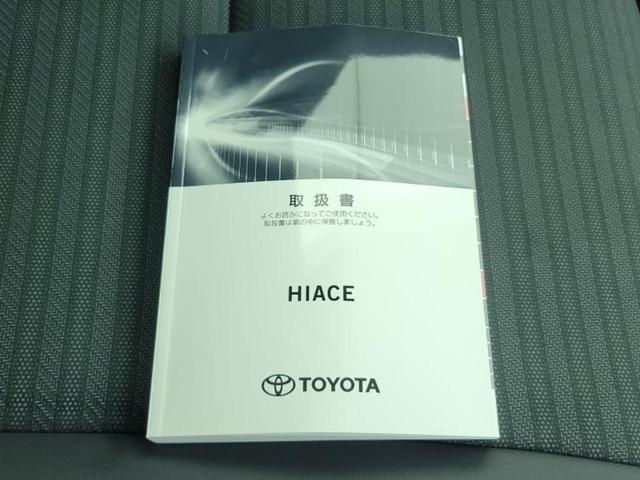 取扱書
よくお読みになってご使用ください。
取扱書は車の中に保管しましょう。
HIACE
TOYOTA